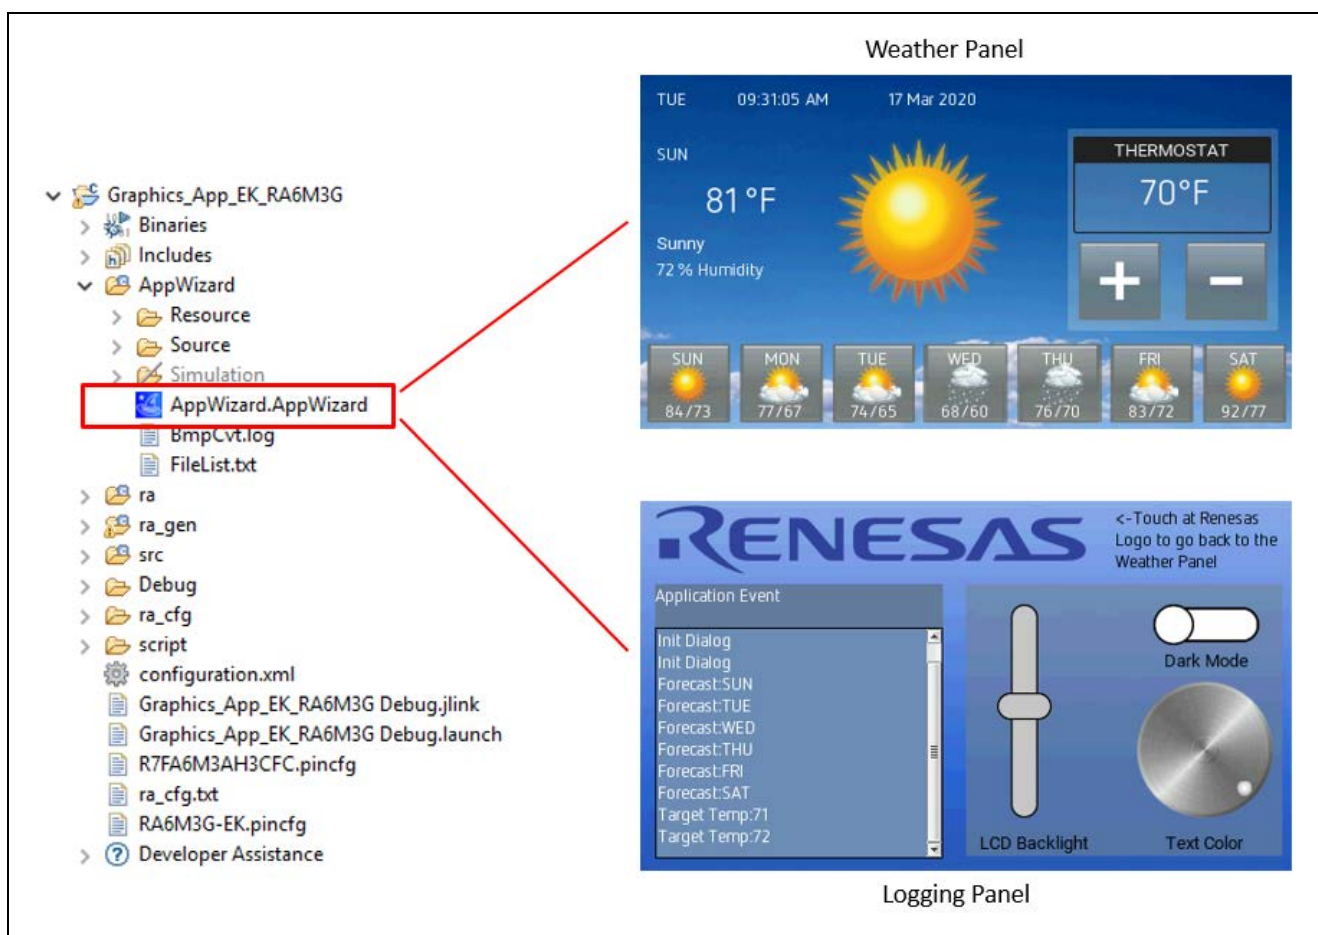 Graphics_App_EK_RA6M3G
Binaries
Includes
AppWizard
Resource
Source
Simulation
AppWizard.AppWizard
BmpCvt.log
FileList.txt
ra
ra_gen
src
Debug
ra_cfg
script
configuration.xml
Graphics_App_EK_RA6M3G Debug.jlink
Graphics_App_EK_RA6M3G Debug.launch
R7FA6M3AH3CFC.pincfg
ra_cfg.txt
RA6M3G-EK.pincfg
Developer Assistance
Weather Panel
TUE 09:31:05 AM 17 Mar 2020
SUN
81°F
Sunny
72 % Humidity
THERMOSTAT
70°F
+ −
SUN MON TUE WED THU FRI SAT
84/73 77/67 74/65 68/60 76/70 83/72 92/77
RENESAS
<-Touch at Renesas
Logo to go back to the
Weather Panel
Application Event
Init Dialog
Init Dialog
Forecast:SUN
Forecast:TUE
Forecast:WED
Forecast:THU
Forecast:FRI
Forecast:SAT
Target Temp:71
Target Temp:72
LCD Backlight
Dark Mode
Text Color
Logging Panel